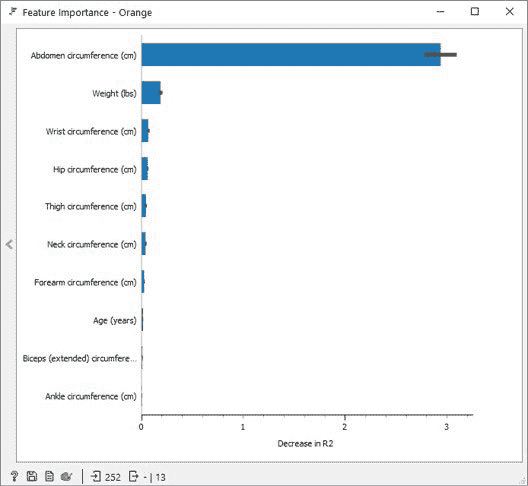 Feature Importance - Orange
Abdomen circumference (cm)
Weight (lbs)
Wrist circumference (cm)
Hip circumference (cm)
Thigh circumference (cm)
Neck circumference (cm)
Forearm circumference (cm)
Age (years)
Biceps (extended) circumfere...
Ankle circumference (cm)
0 1 2 3
Decrease in R2
? 252 - | 13